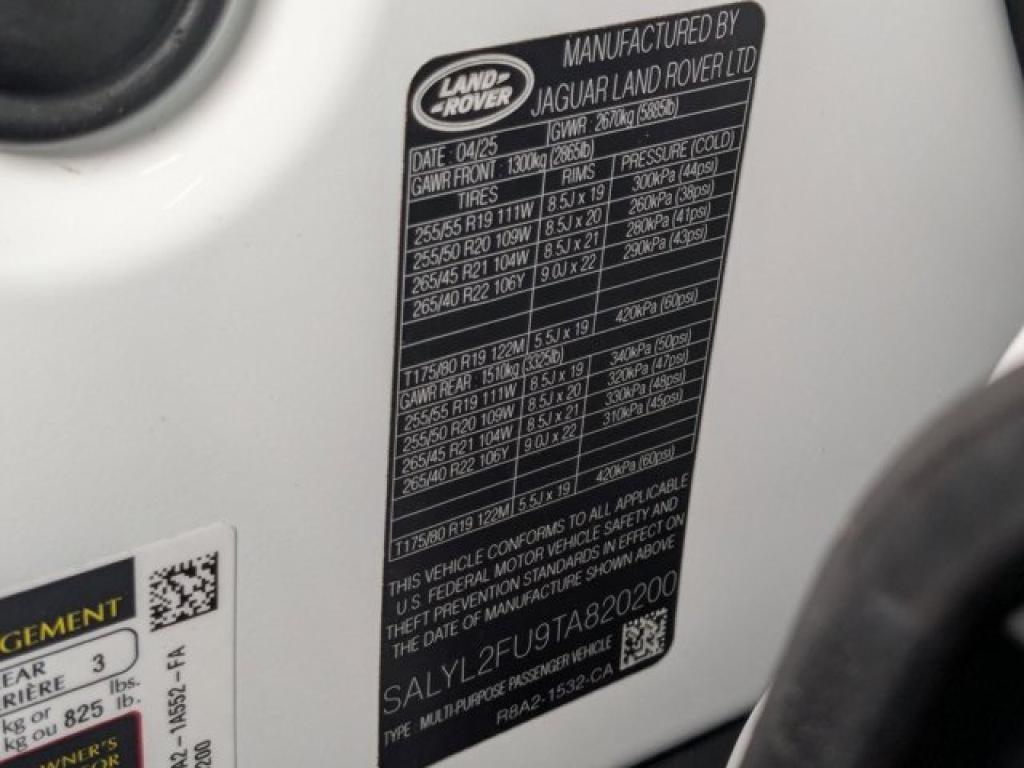 LAND-
-ROVER
MANUFACTURED BY
JAGUAR LAND ROVER LTD
DATE: 04/25 GVWR 2670kg (5885lb)
GAWR FRONT 1300kg (2865lb)
TIRES RIMS PRESSURE (COLD)
255/55 R19 111W 8.5J x 19 300kPa (44psi)
255/50 R20 109W 8.5J x 20 260kPa (38psi)
265/45 R21 104W 8.5J x 21 280kPa (41psi)
265/40 R22 106Y 9.0J x 22 290kPa (43psi)
T175/80 R19 122M 5.5J x 19 420kPa (60psi)
GAWR REAR 1510kg (3325lb)
255/55 R19 111W 8.5J x 19 340kPa (50psi)
255/50 R20 109W 8.5J x 20 320kPa (47psi)
265/45 R21 104W 8.5J x 21 330kPa (48psi)
265/40 R22 106Y 9.0J x 22 310kPa (45psi)
T175/80 R19 122M 5.5J x 19 420kPa (60psi)
THIS VEHICLE CONFORMS TO ALL APPLICABLE
U.S. FEDERAL MOTOR VEHICLE SAFETY AND
THEFT PREVENTION STANDARDS IN EFFECT ON
THE DATE OF MANUFACTURE SHOWN ABOVE
SALYL2FU9TA820200
TYPE: MULTI-PURPOSE PASSENGER VEHICLE
R8A2-1532-CA
GEMENT
EAR 3
RIÈRE
kg or 825 lbs.
kg ou lb.
WNER'S
OR
A2-1A552-FA
200